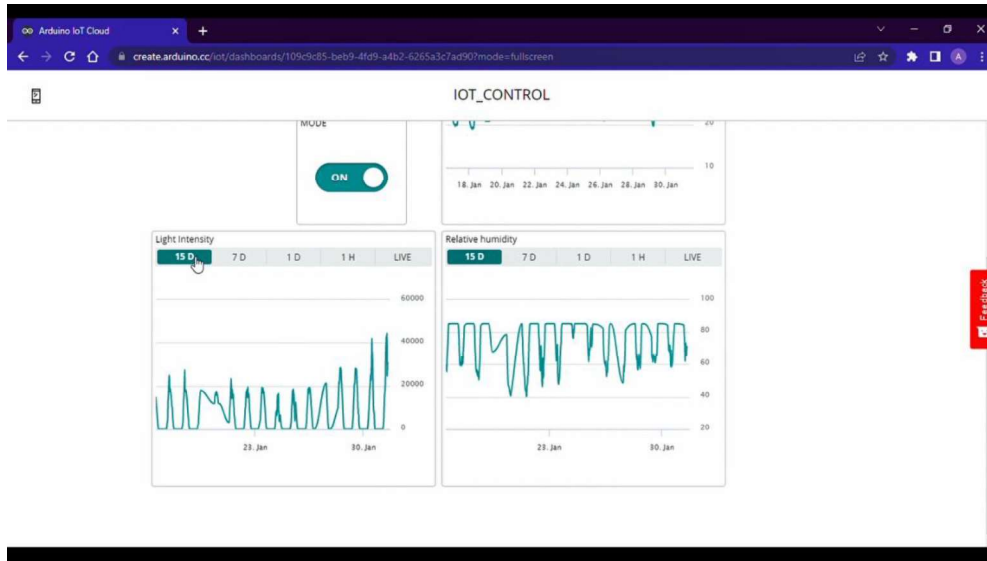 Arduino IoT Cloud
create.arduino.cc/iot/dashboards/109c9c85-beb9-4fd9-a4b2-6265a3c7ad90?mode=fullscreen
A
IOT_CONTROL
MODE
ON
20
10
18. Jan 20. Jan 22. Jan 24. Jan 26. Jan 28. Jan 30. Jan
Light Intensity
15 D 7 D 1 D 1 H LIVE
60000
40000
20000
0
23. Jan 30. Jan
Relative humidity
15 D 7 D 1 D 1 H LIVE
100
80
60
40
20
23. Jan 30. Jan
Feedback